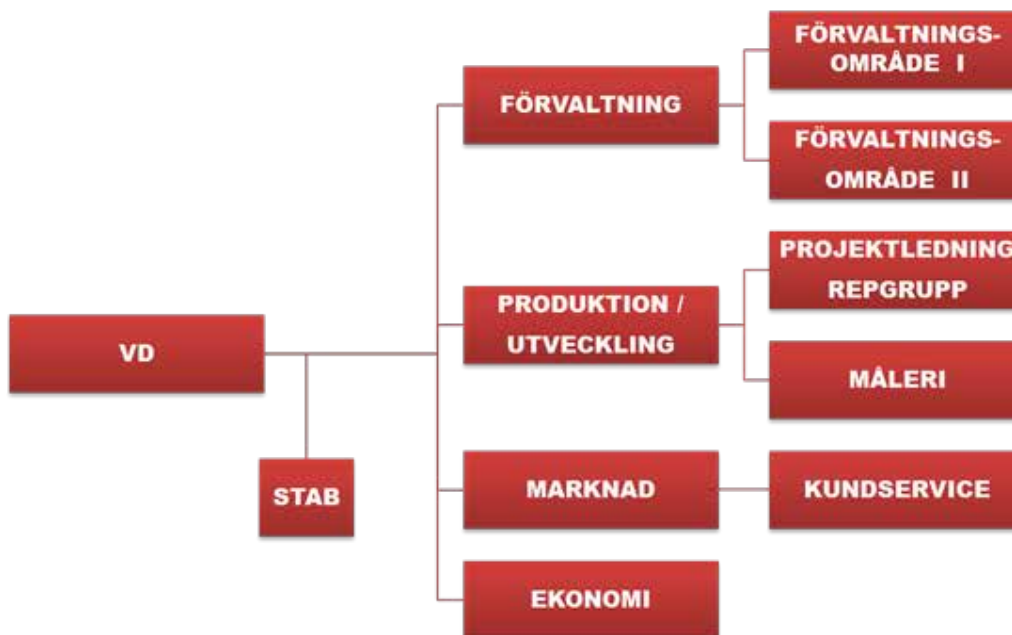 VD
STAB
FÖRVALTNING
FÖRVALTNINGS-
OMRÅDE I
FÖRVALTNINGS-
OMRÅDE II
PRODUKTION /
UTVECKLING
PROJEKTLEDNING
REPGRUPP
MÅLERI
MARKNAD
KUNDSERVICE
EKONOMI